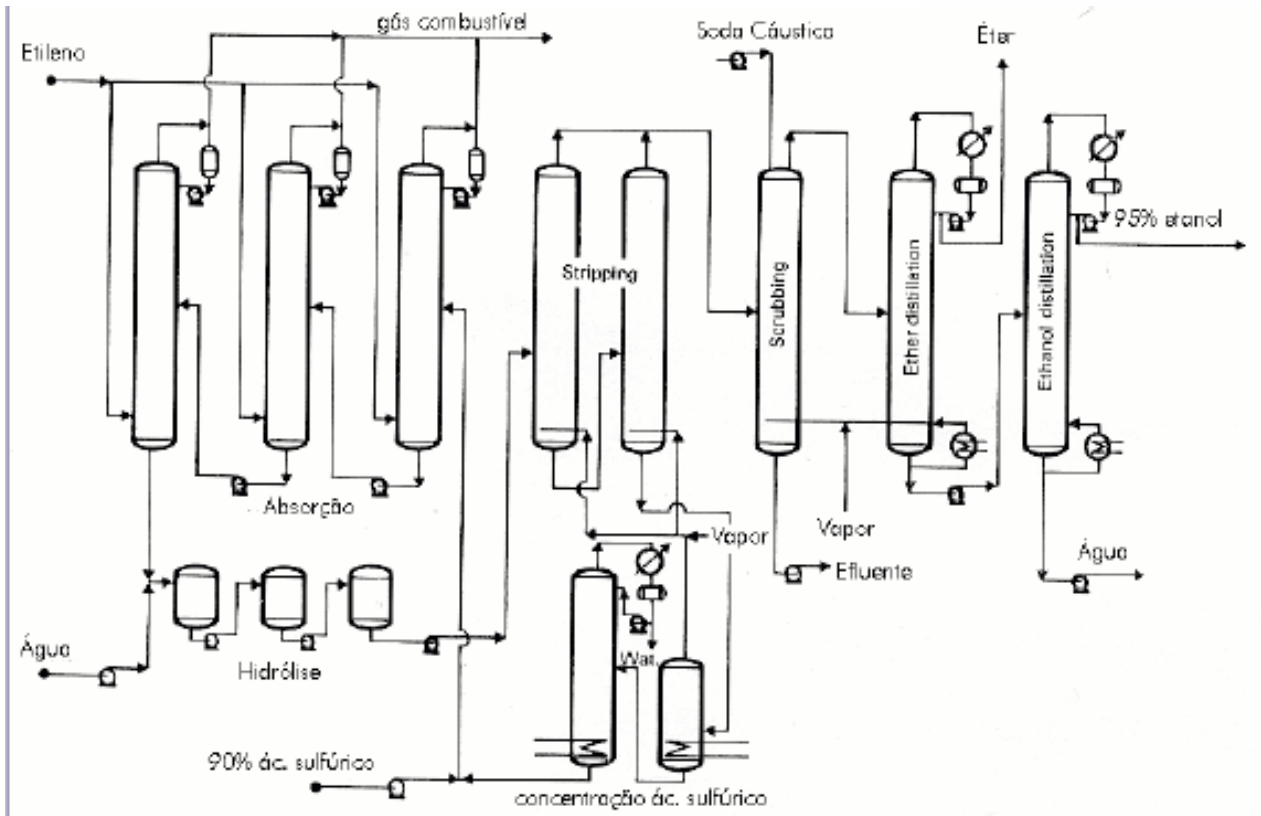 gás combustível
Etileno
Soda Cáustica
Éter
95% etanol
Stripping
Scrubbing
Ether distillation
Ethanol distillation
Absorção
Vapor
Vapor
Efluente
Água
Água
Hidrólise
Wat.
90% ác. sulfúrico
concentração ác. sulfúrico